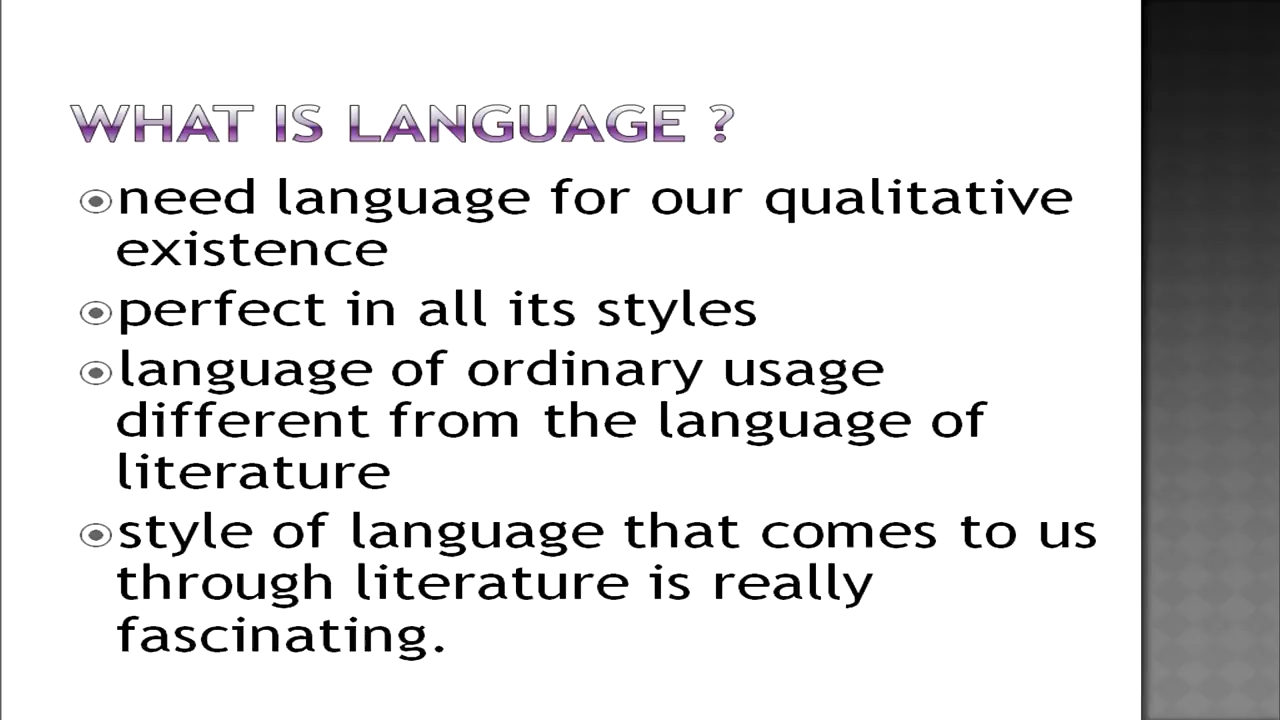 WHAT IS LANGUAGE ?
need language for our qualitative
existence
perfect in all its styles
language of ordinary usage
different from the language of
literature
style of language that comes to us
through literature is really
fascinating.